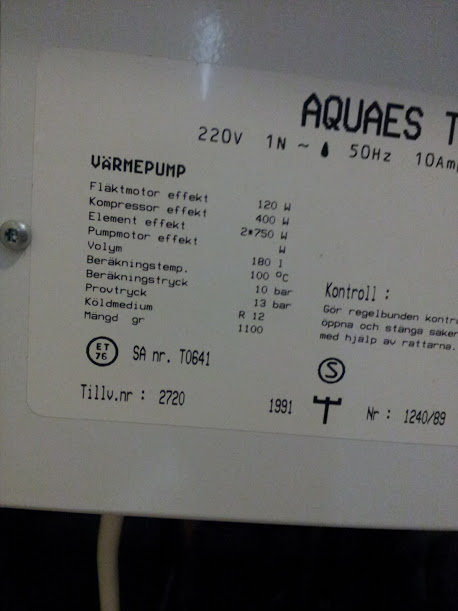 AQUAES T
220V 1N ~ 50Hz 10Amp
VÄRMEPUMP
Fläktmotor effekt 120 W
Kompressor effekt 400 W
Element effekt 2*750 W
Pumpmotor effekt W
Volym 180 l
Beräkningstemp. 100 °C
Beräkningstryck 10 bar
Provtryck 13 bar
Köldmedium R 12
Mängd gr 1100
Kontroll :
Gör regelbunden kontr
öppna och stänga säker
med hjälp av rattarna.
ET 76 SA nr. T0641
S
Tillv.nr : 2720 1991 Nr : 1240/89